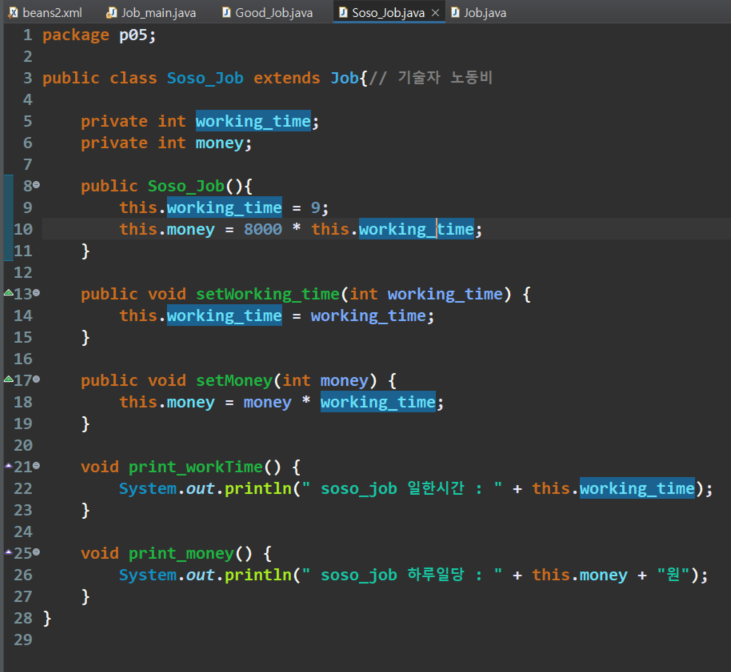 beans2.xml Job_main.java Good_Job.java Soso_Job.java Job.java
1 package p05;
2
3 public class Soso_Job extends Job{// 기술자 노동비
4
5 private int working_time;
6 private int money;
7
8 public Soso_Job(){
9 this.working_time = 9;
10 this.money = 8000 * this.working_time;
11 }
12
13 public void setWorking_time(int working_time) {
14 this.working_time = working_time;
15 }
16
17 public void setMoney(int money) {
18 this.money = money * working_time;
19 }
20
21 void print_workTime() {
22 System.out.println(" soso_job 일한시간 : " + this.working_time);
23 }
24
25 void print_money() {
26 System.out.println(" soso_job 하루일당 : " + this.money + "원");
27 }
28 }
29